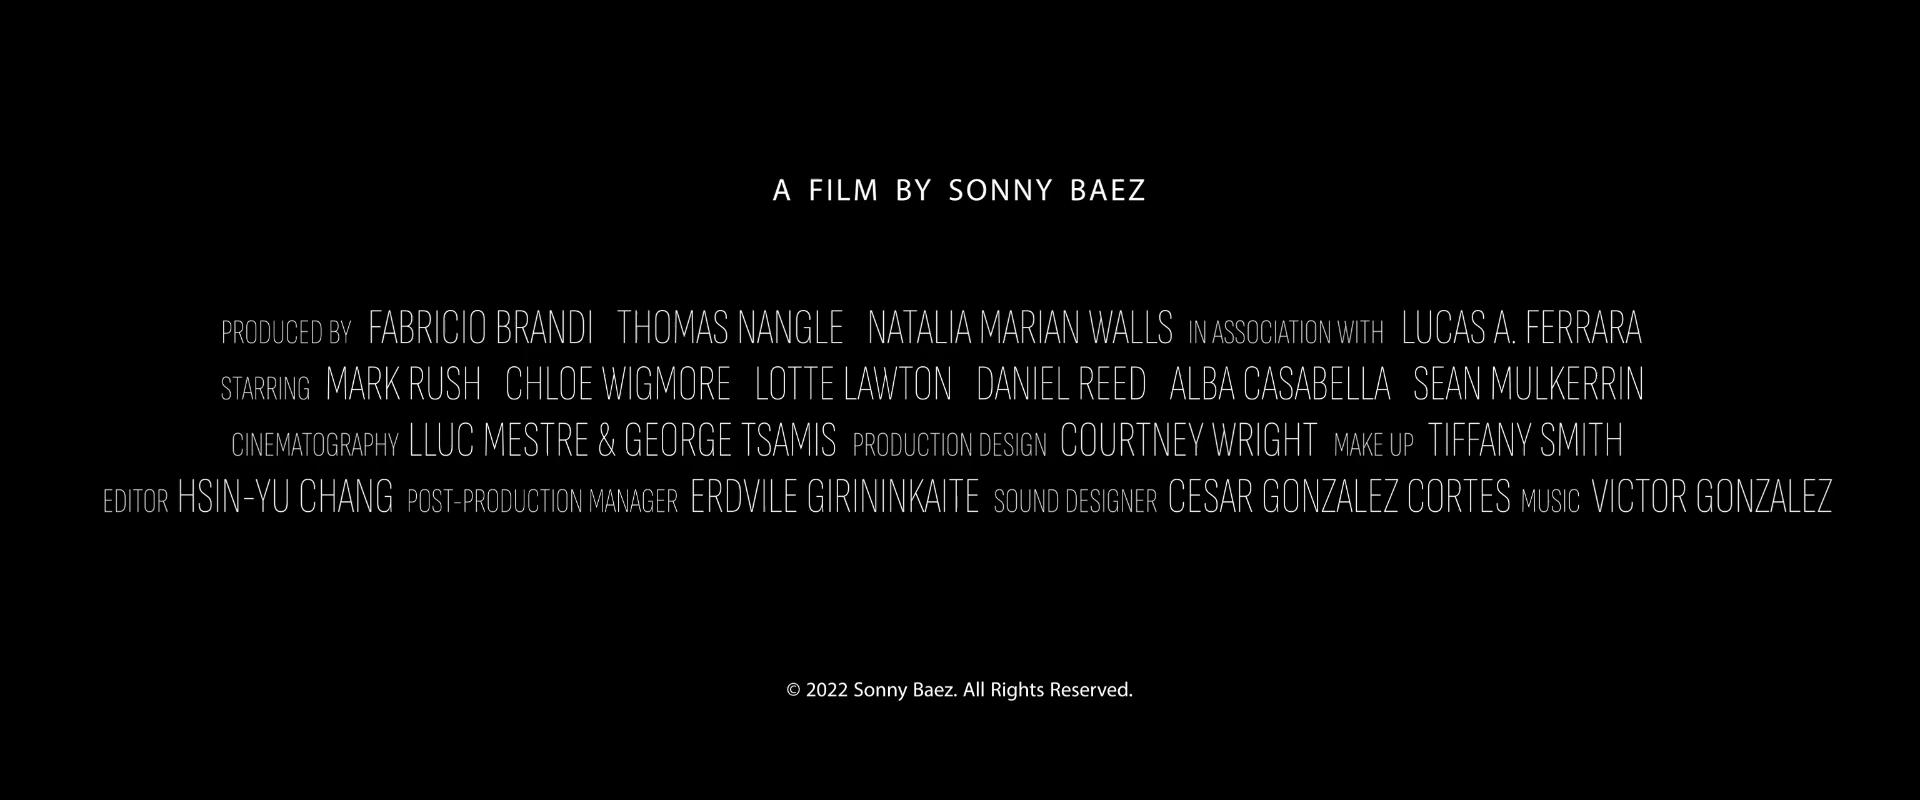 A FILM BY SONNY BAEZ
PRODUCED BY FABRICIO BRANDI THOMAS NANGLE NATALIA MARIAN WALLS IN ASSOCIATION WITH LUCAS A. FERRARA
STARRING MARK RUSH CHLOE WIGMORE LOTTE LAWTON DANIEL REED ALBA CASABELLA SEAN MULKERRIN
CINEMATOGRAPHY LLUC MESTRE & GEORGE TSAMIS PRODUCTION DESIGN COURTNEY WRIGHT MAKE UP TIFFANY SMITH
EDITOR HSIN-YU CHANG POST-PRODUCTION MANAGER ERDVILE GIRININKAITE SOUND DESIGNER CESAR GONZALEZ CORTES MUSIC VICTOR GONZALEZ
© 2022 Sonny Baez. All Rights Reserved.